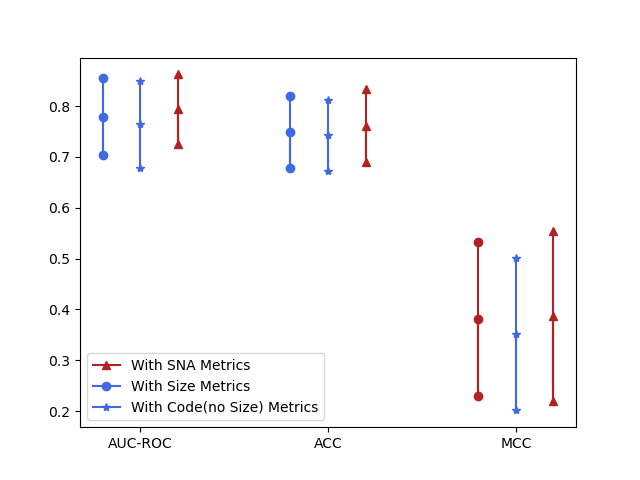 0.8
0.7
0.6
0.5
0.4
0.3
0.2
With SNA Metrics
With Size Metrics
With Code(no Size) Metrics
AUC-ROC
ACC
MCC